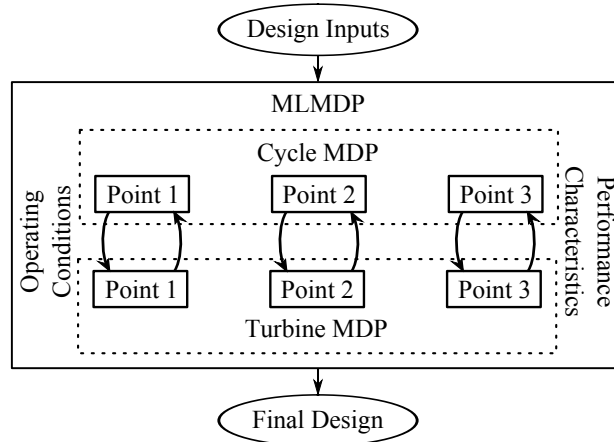 Design Inputs
MLMDP
Cycle MDP
Point 1
Point 2
Point 3
Operating
Conditions
Performance
Characteristics
Point 1
Point 2
Point 3
Turbine MDP
Final Design